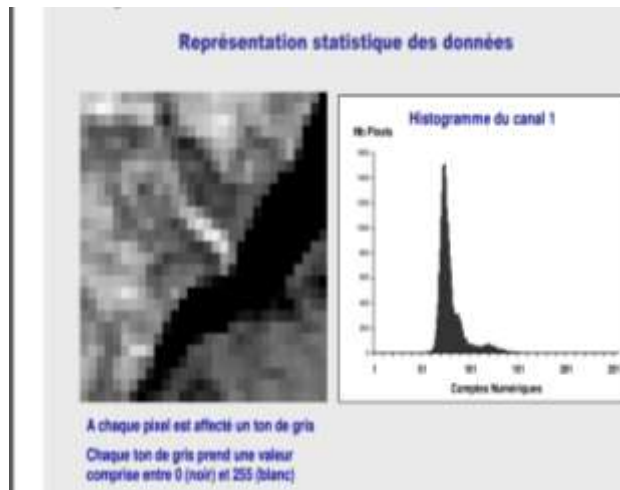 Représentation statistique des données
Histogramme du canal 1
Nb Pixels
Comptes Numériques
A chaque pixel est affecté un ton de gris
Chaque ton de gris prend une valeur
comprise entre 0 (noir) et 255 (blanc)